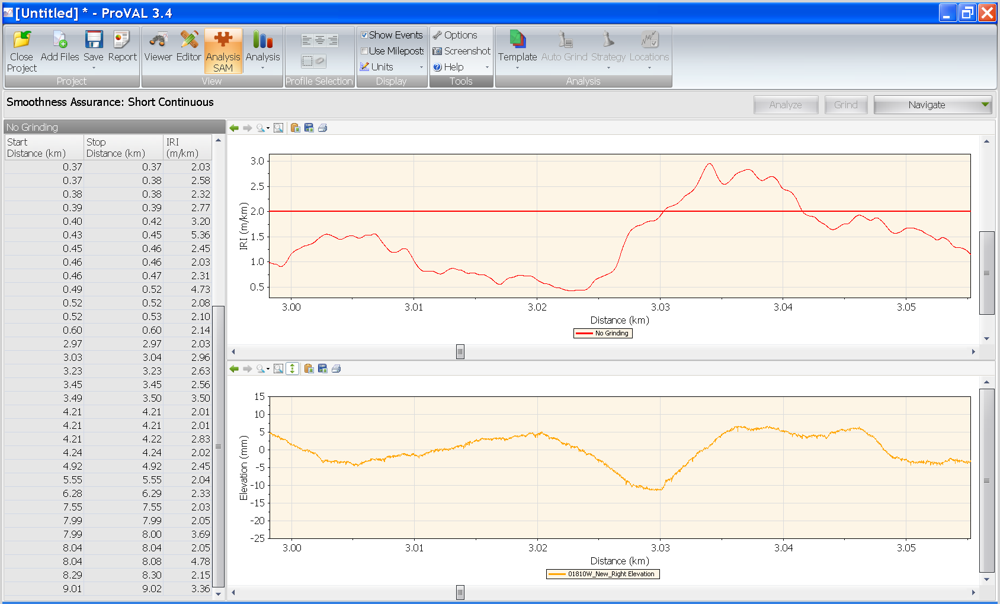 [Untitled] * - ProVAL 3.4
Close Project
Add Files
Save
Report
Project
Viewer
Editor
Analysis SAM
Analysis
View
Profile Selection
Show Events
Use Mileposts
Units
Display
Options
Screenshot
Help
Tools
Template
Auto Grind
Strategy
Locations
Analysis
Smoothness Assurance: Short Continuous
Analyze
Grind
Navigate
No Grinding
Start Distance (km) Stop Distance (km) IRI (m/km)
0.37 0.37 2.03
0.37 0.38 2.58
0.38 0.38 2.32
0.39 0.39 2.77
0.40 0.42 3.20
0.43 0.45 5.36
0.45 0.46 2.45
0.46 0.46 2.03
0.46 0.47 2.31
0.49 0.52 4.73
0.52 0.52 2.08
0.52 0.53 2.10
0.60 0.60 2.14
2.97 2.97 2.03
3.03 3.04 2.96
3.23 3.23 2.63
3.45 3.45 2.56
3.49 3.50 3.50
4.21 4.21 2.01
4.21 4.21 2.01
4.21 4.22 2.83
4.24 4.24 2.02
4.92 4.92 2.45
5.55 5.55 2.04
6.28 6.29 2.33
7.55 7.55 2.03
7.99 7.99 2.05
7.99 8.00 3.69
8.04 8.04 2.05
8.04 8.08 4.78
8.29 8.30 2.15
9.01 9.02 3.36
IRI (m/km)
3.0
2.5
2.0
1.5
1.0
0.5
3.00 3.01 3.02 3.03 3.04 3.05
Distance (km)
No Grinding
Elevation (mm)
15
10
5
0
-5
-10
-15
-20
-25
3.00 3.01 3.02 3.03 3.04 3.05
Distance (km)
01810W_New_Right Elevation